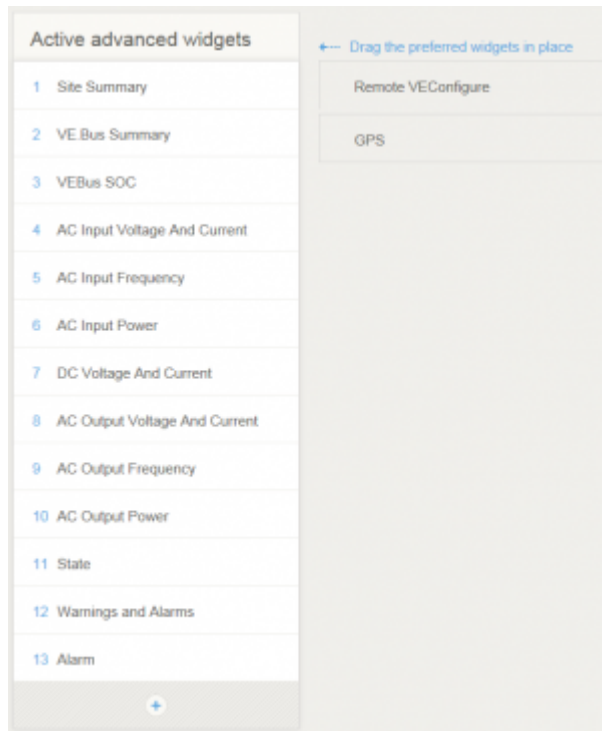 Active advanced widgets
1 Site Summary
2 VE.Bus Summary
3 VEBus SOC
4 AC Input Voltage And Current
5 AC Input Frequency
6 AC Input Power
7 DC Voltage And Current
8 AC Output Voltage And Current
9 AC Output Frequency
10 AC Output Power
11 State
12 Warnings and Alarms
13 Alarm
+
Drag the preferred widgets in place
Remote VEConfigure
GPS